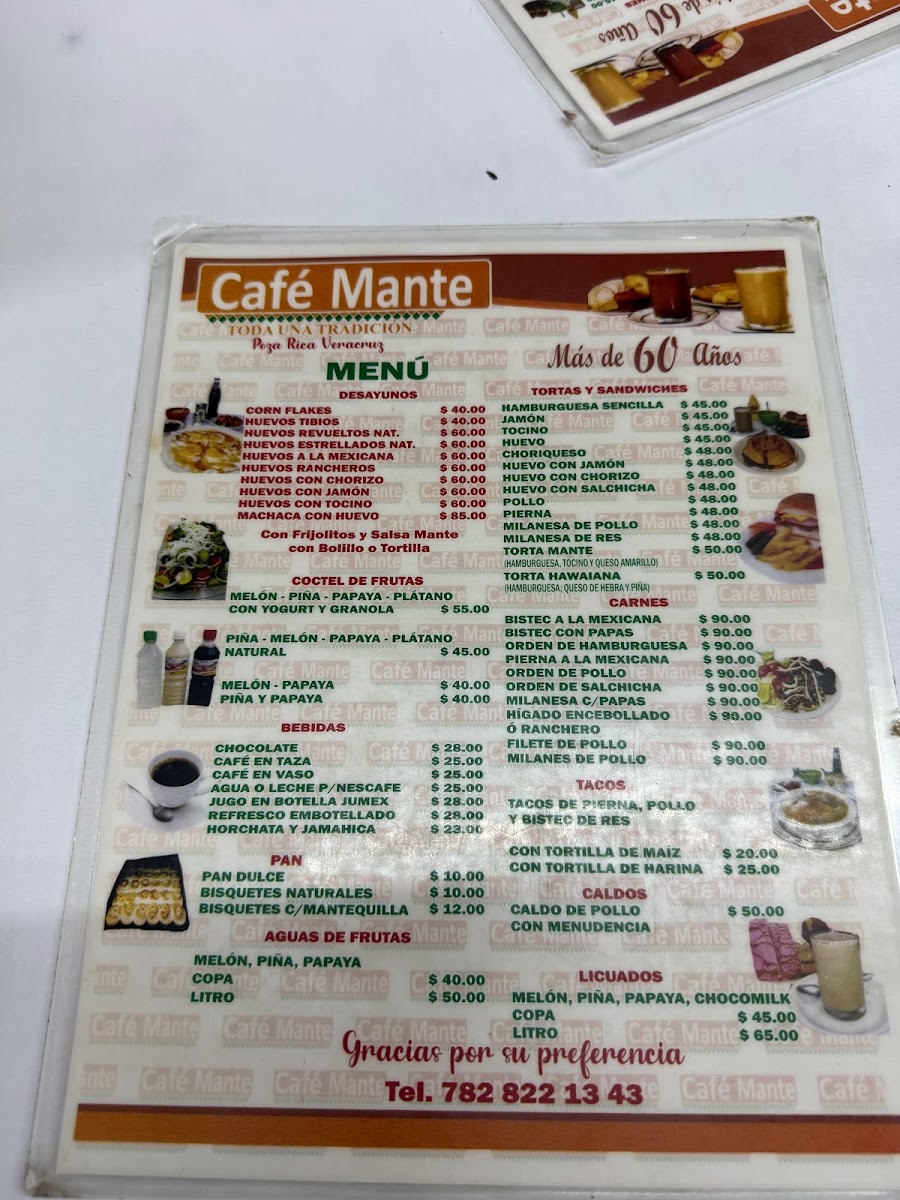 de 60 Años
Café Mante
TODA UNA TRADICIÓN
Poza Rica Veracruz
MENÚ
Más de 60 Años
DESAYUNOS
CORN FLAKES $ 40.00
HUEVOS TIBIOS $ 40.00
HUEVOS REVUELTOS NAT. $ 60.00
HUEVOS ESTRELLADOS NAT. $ 60.00
HUEVOS A LA MEXICANA $ 60.00
HUEVOS RANCHEROS $ 60.00
HUEVOS CON CHORIZO $ 60.00
HUEVOS CON JAMÓN $ 60.00
HUEVOS CON TOCINO $ 60.00
MACHACA CON HUEVO $ 85.00
Con Frijolitos y Salsa Mante
con Bolillo o Tortilla
COCTEL DE FRUTAS
MELÓN - PIÑA - PAPAYA - PLÁTANO
CON YOGURT Y GRANOLA $ 55.00
PIÑA - MELÓN - PAPAYA - PLÁTANO
NATURAL $ 45.00
MELÓN - PAPAYA $ 40.00
PIÑA Y PAPAYA $ 40.00
BEBIDAS
CHOCOLATE $ 28.00
CAFÉ EN TAZA $ 25.00
CAFÉ EN VASO $ 25.00
AGUA O LECHE P/NESCAFE $ 25.00
JUGO EN BOTELLA JUMEX $ 28.00
REFRESCO EMBOTELLADO $ 28.00
HORCHATA Y JAMAHICA $ 23.00
PAN
PAN DULCE $ 10.00
BISQUETES NATURALES $ 10.00
BISQUETES C/MANTEQUILLA $ 12.00
AGUAS DE FRUTAS
MELÓN, PIÑA, PAPAYA
COPA $ 40.00
LITRO $ 50.00
TORTAS Y SANDWICHES
HAMBURGUESA SENCILLA $ 45.00
JAMÓN $ 45.00
TOCINO $ 45.00
HUEVO $ 45.00
CHORIQUESO $ 48.00
HUEVO CON JAMÓN $ 48.00
HUEVO CON CHORIZO $ 48.00
HUEVO CON SALCHICHA $ 48.00
POLLO $ 48.00
PIERNA $ 48.00
MILANESA DE POLLO $ 48.00
MILANESA DE RES $ 48.00
TORTA MANTE $ 50.00
(HAMBURGUESA, TOCINO Y QUESO AMARILLO)
TORTA HAWAIANA $ 50.00
(HAMBURGUESA, QUESO DE HEBRA Y PIÑA)
CARNES
BISTEC A LA MEXICANA $ 90.00
BISTEC CON PAPAS $ 90.00
ORDEN DE HAMBURGUESA $ 90.00
PIERNA A LA MEXICANA $ 90.00
ORDEN DE POLLO $ 90.00
ORDEN DE SALCHICHA $ 90.00
MILANESA C/PAPAS $ 90.00
HÍGADO ENCEBOLLADO $ 90.00
Ó RANCHERO
FILETE DE POLLO $ 90.00
MILANES DE POLLO $ 90.00
TACOS
TACOS DE PIERNA, POLLO
Y BISTEC DE RES
CON TORTILLA DE MAÍZ $ 20.00
CON TORTILLA DE HARINA $ 25.00
CALDOS
CALDO DE POLLO $ 50.00
CON MENUDENCIA
LICUADOS
MELÓN, PIÑA, PAPAYA, CHOCOMILK
COPA $ 45.00
LITRO $ 65.00
Gracias por su preferencia
Tel. 782 822 13 43